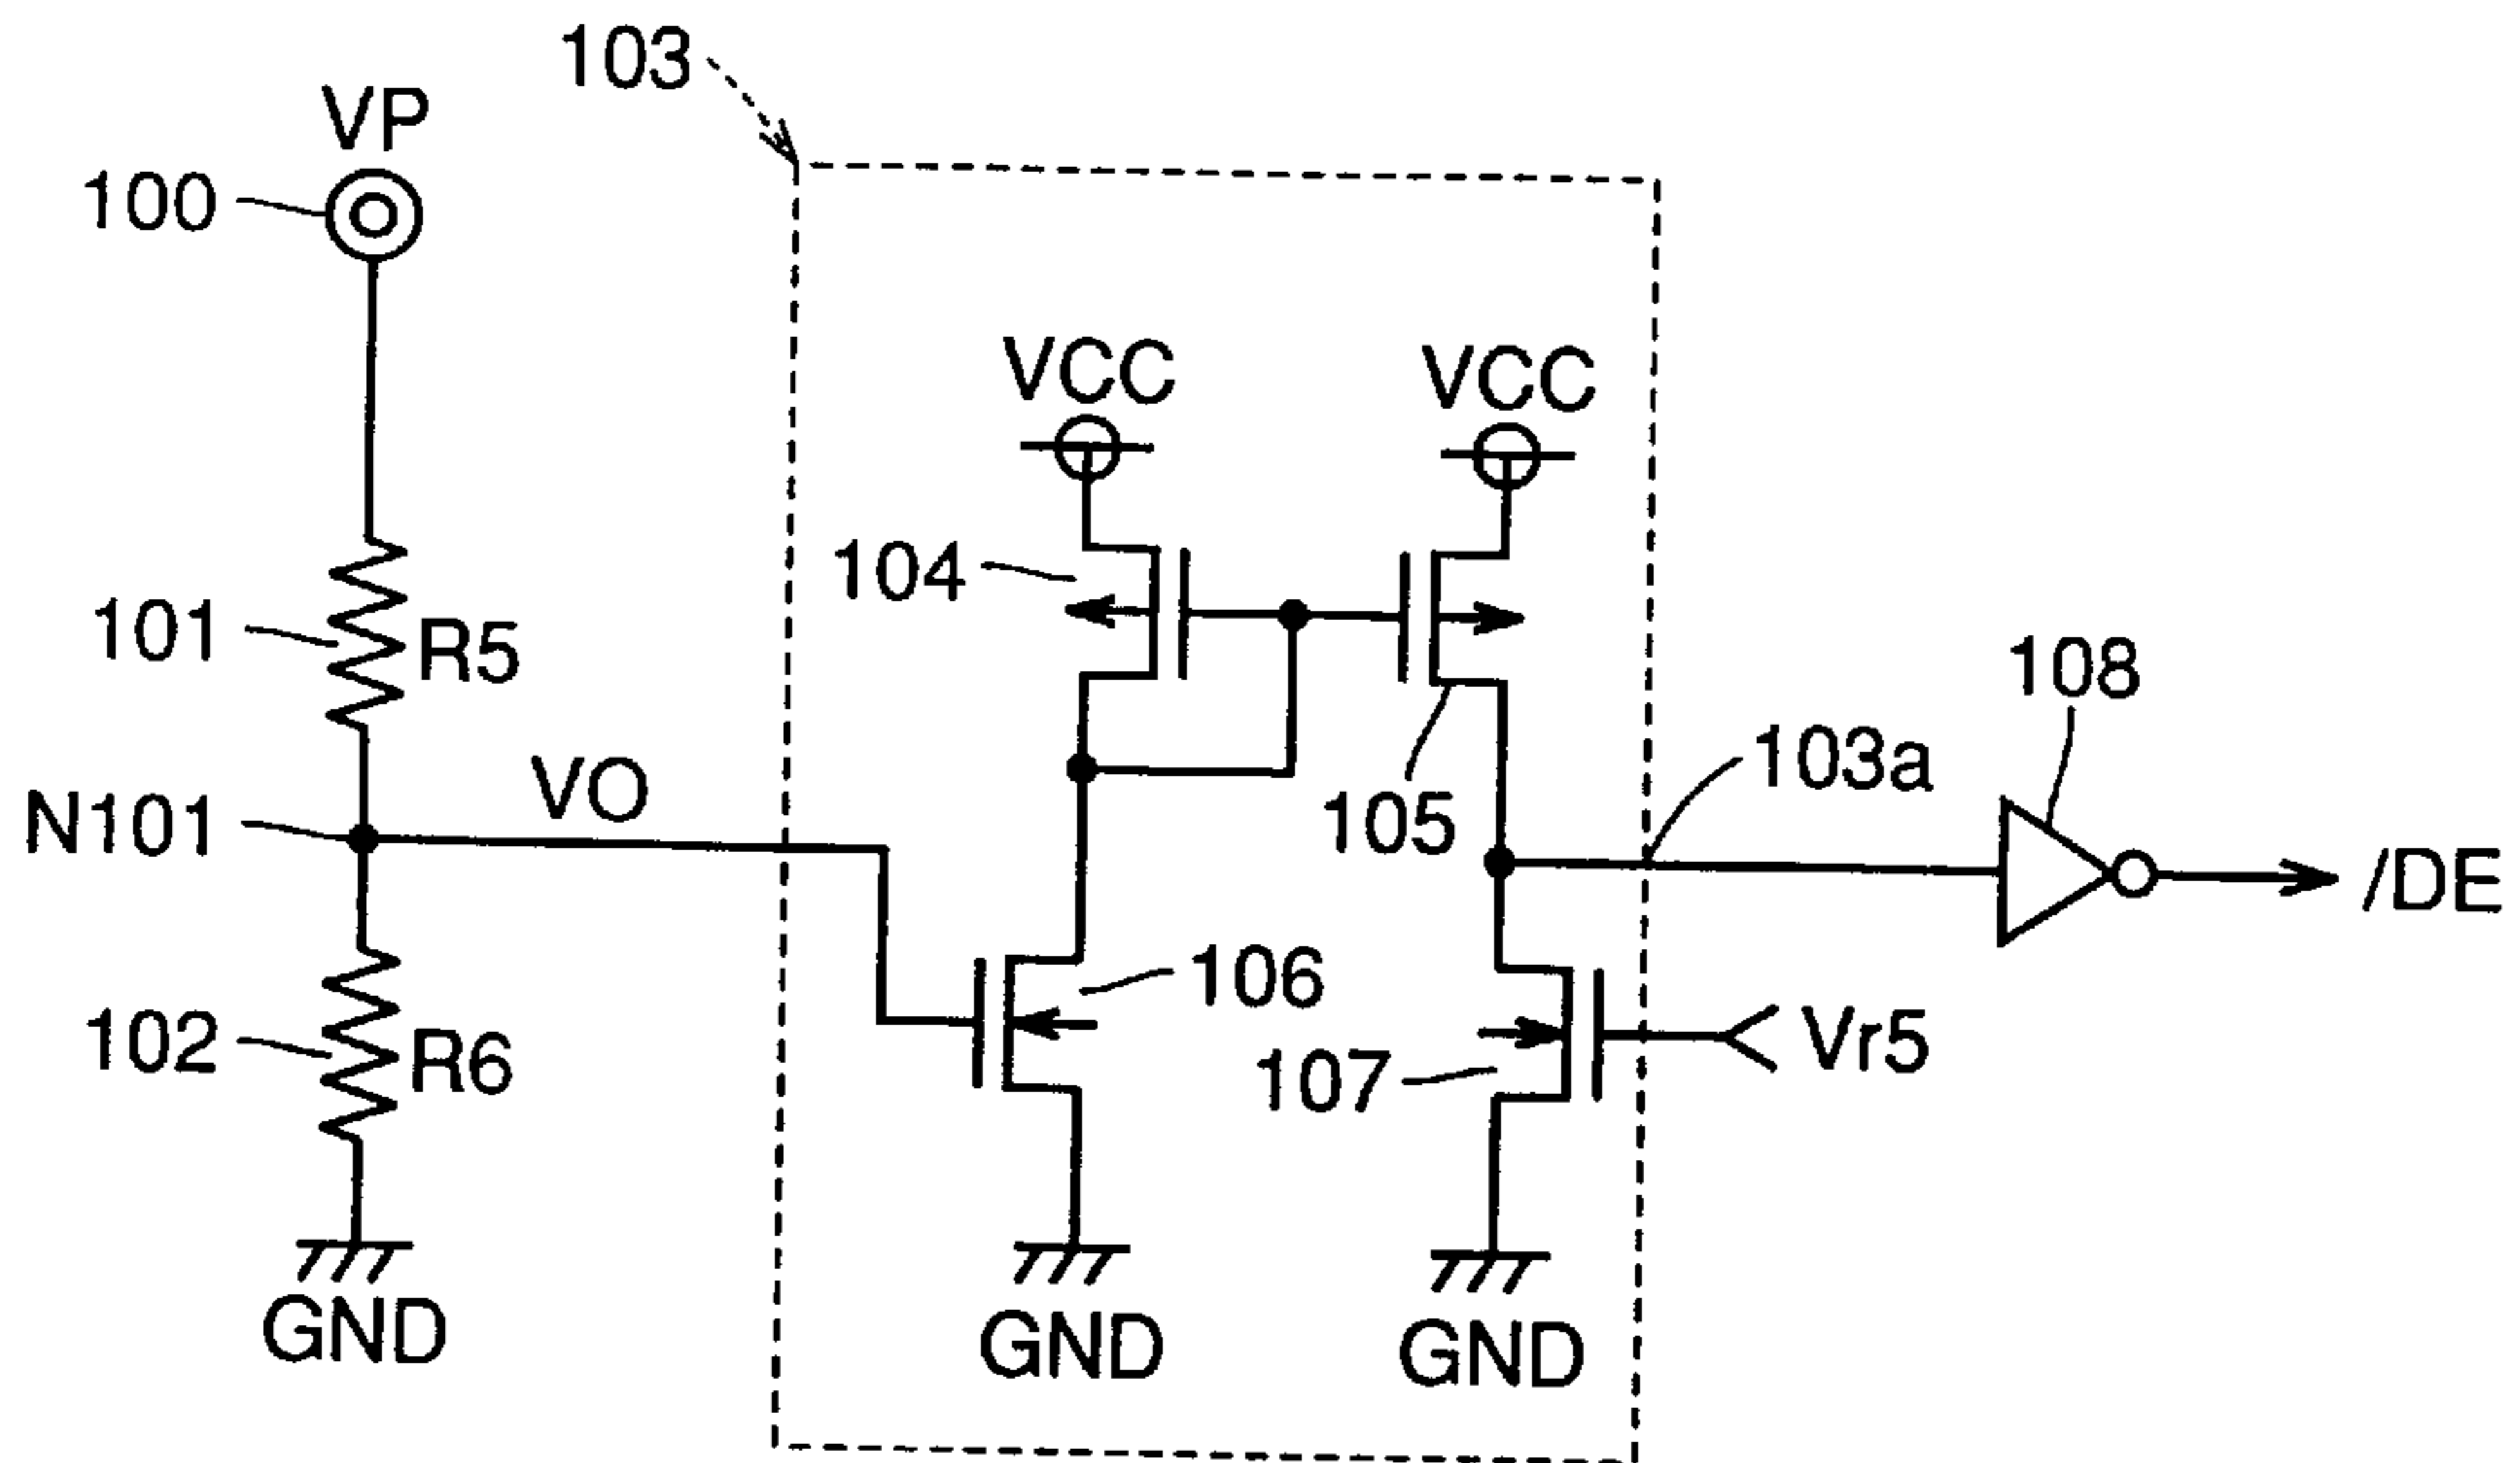 103
VP
100
VCC
VCC
104
101
R5
108
103a
VO
105
N101
/DE
106
102
R6
Vr5
107
GND
GND
GND